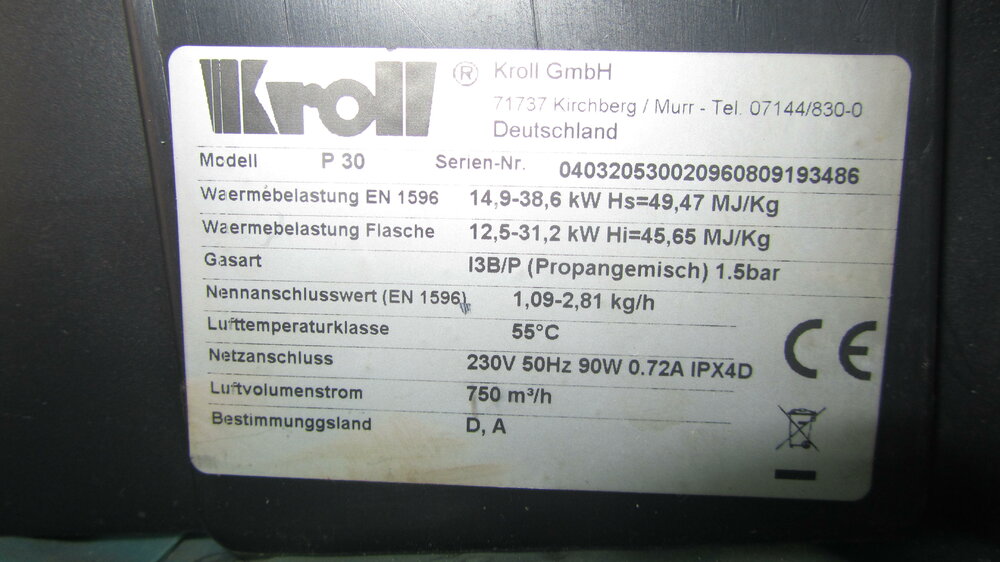 Kroll ® Kroll GmbH
71737 Kirchberg / Murr - Tel. 07144/830-0
Deutschland
Modell P 30 Serien-Nr. 040320530020960809193486
Waermebelastung EN 1596 14,9-38,6 kW Hs=49,47 MJ/Kg
Waermebelastung Flasche 12,5-31,2 kW Hi=45,65 MJ/Kg
Gasart I3B/P (Propangemisch) 1.5bar
Nennanschlusswert (EN 1596) 1,09-2,81 kg/h
Lufttemperaturklasse 55°C
Netzanschluss 230V 50Hz 90W 0.72A IPX4D
Luftvolumenstrom 750 m³/h
Bestimmunggsland D, A
CE